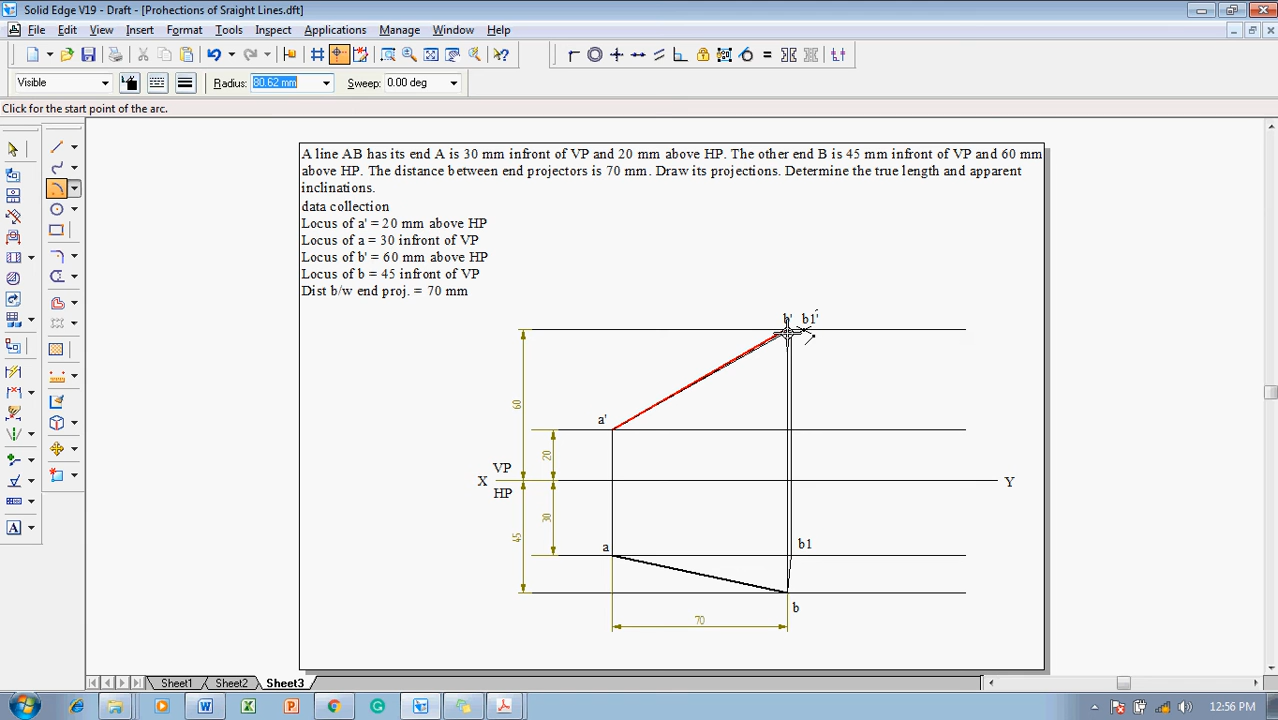 Solid Edge V19 - Draft - [Prohections of Sraight Lines.dft]
File Edit View Insert Format Tools Inspect Applications Manage Window Help
Visible Radius: 80.62 mm Sweep: 0.00 deg
Click for the start point of the arc.
A line AB has its end A is 30 mm infront of VP and 20 mm above HP. The other end B is 45 mm infront of VP and 60 mm
above HP. The distance between end projectors is 70 mm. Draw its projections. Determine the true length and apparent
inclinations.
data collection
Locus of a' = 20 mm above HP
Locus of a = 30 infront of VP
Locus of b' = 60 mm above HP
Locus of b = 45 infront of VP
Dist b/w end proj. = 70 mm
b' b1'
60
a'
20
VP
X Y
HP
30
45
b1
a
b
70
Sheet1 Sheet2 Sheet3
12:56 PM